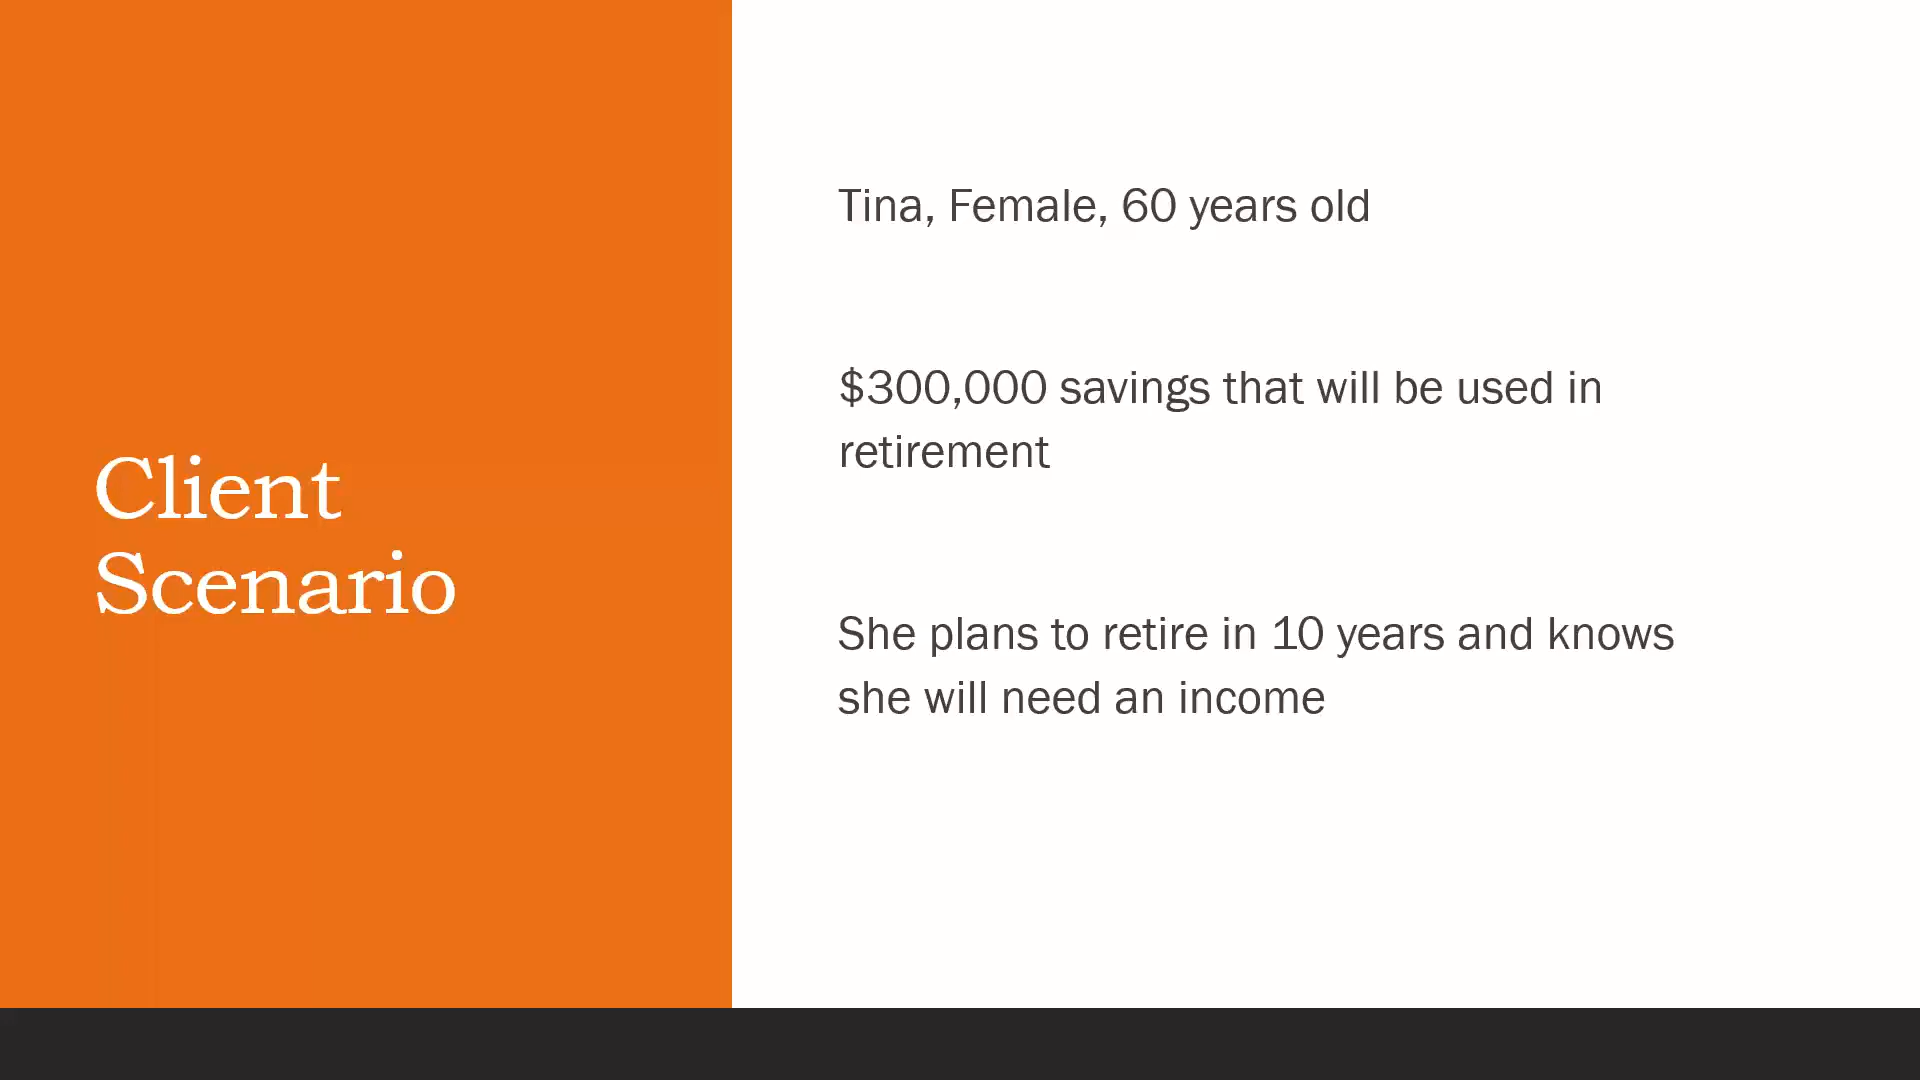 Client
Scenario
Tina, Female, 60 years old
$300,000 savings that will be used in
retirement
She plans to retire in 10 years and knows
she will need an income